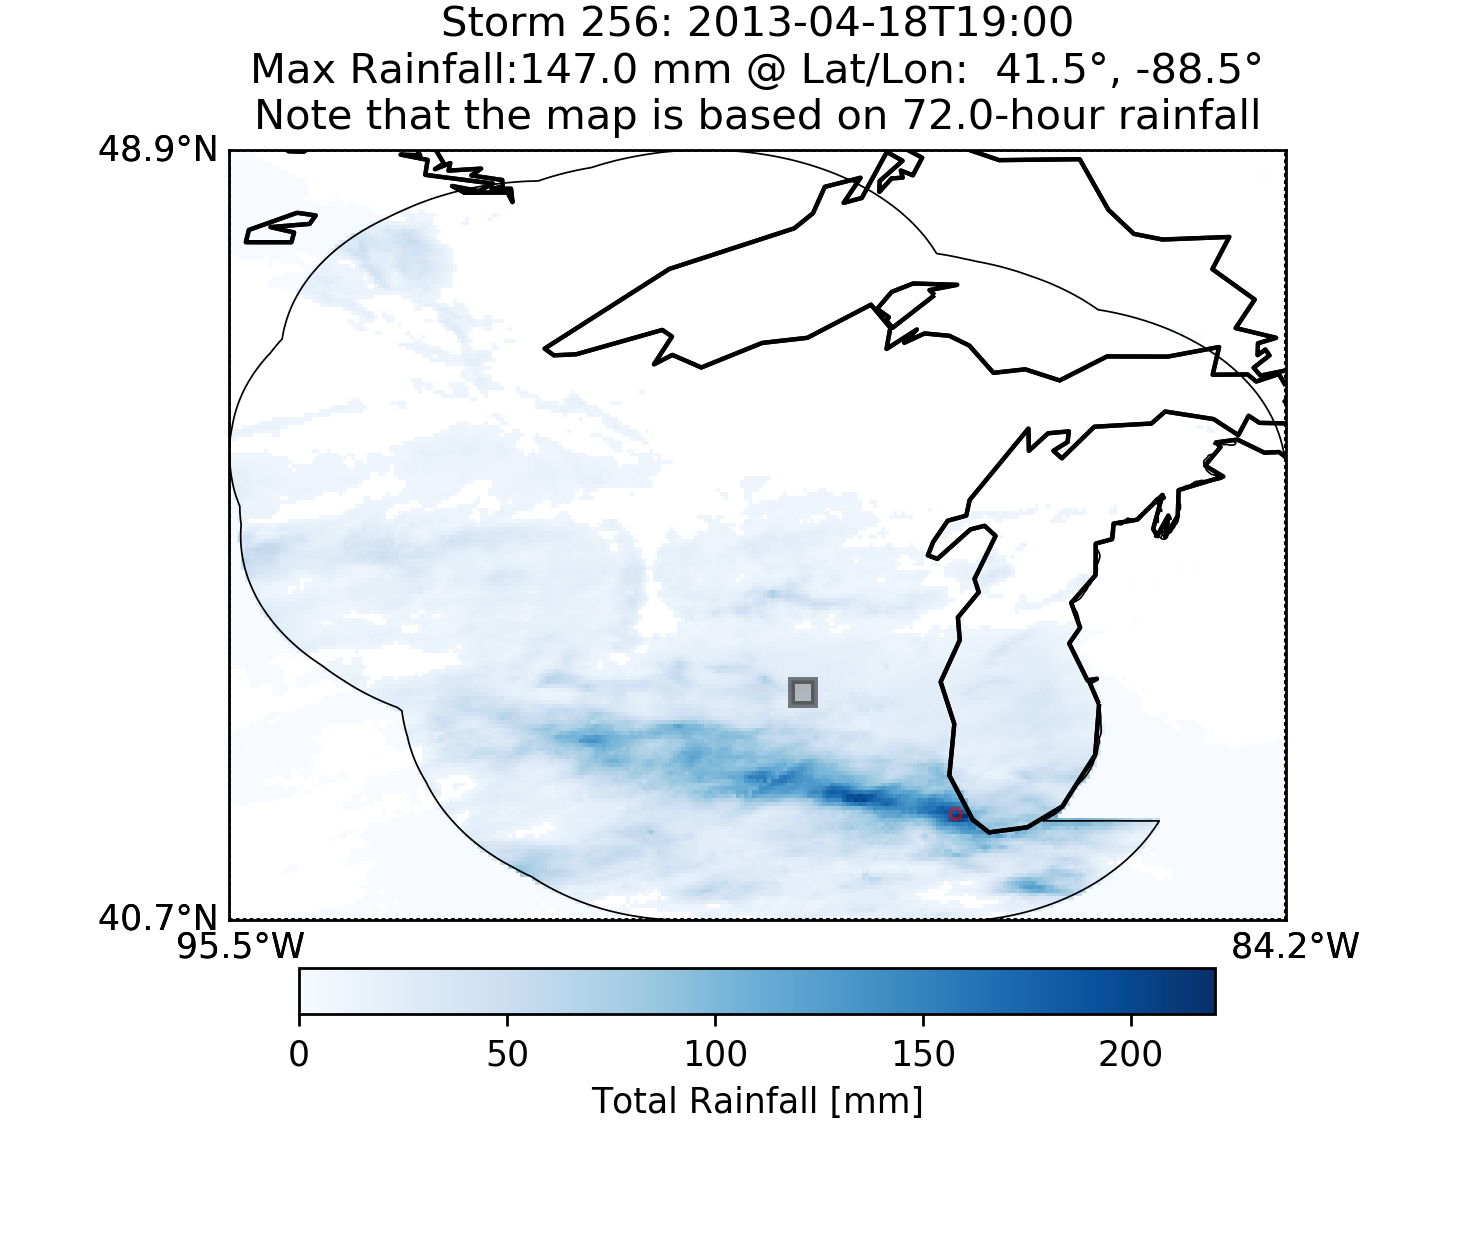 Storm 256: 2013-04-18T19:00
Max Rainfall:147.0 mm @ Lat/Lon:  41.5°, -88.5°
Note that the map is based on 72.0-hour rainfall
48.9°N
40.7°N
95.5°W 84.2°W
0 50 100 150 200
Total Rainfall [mm]